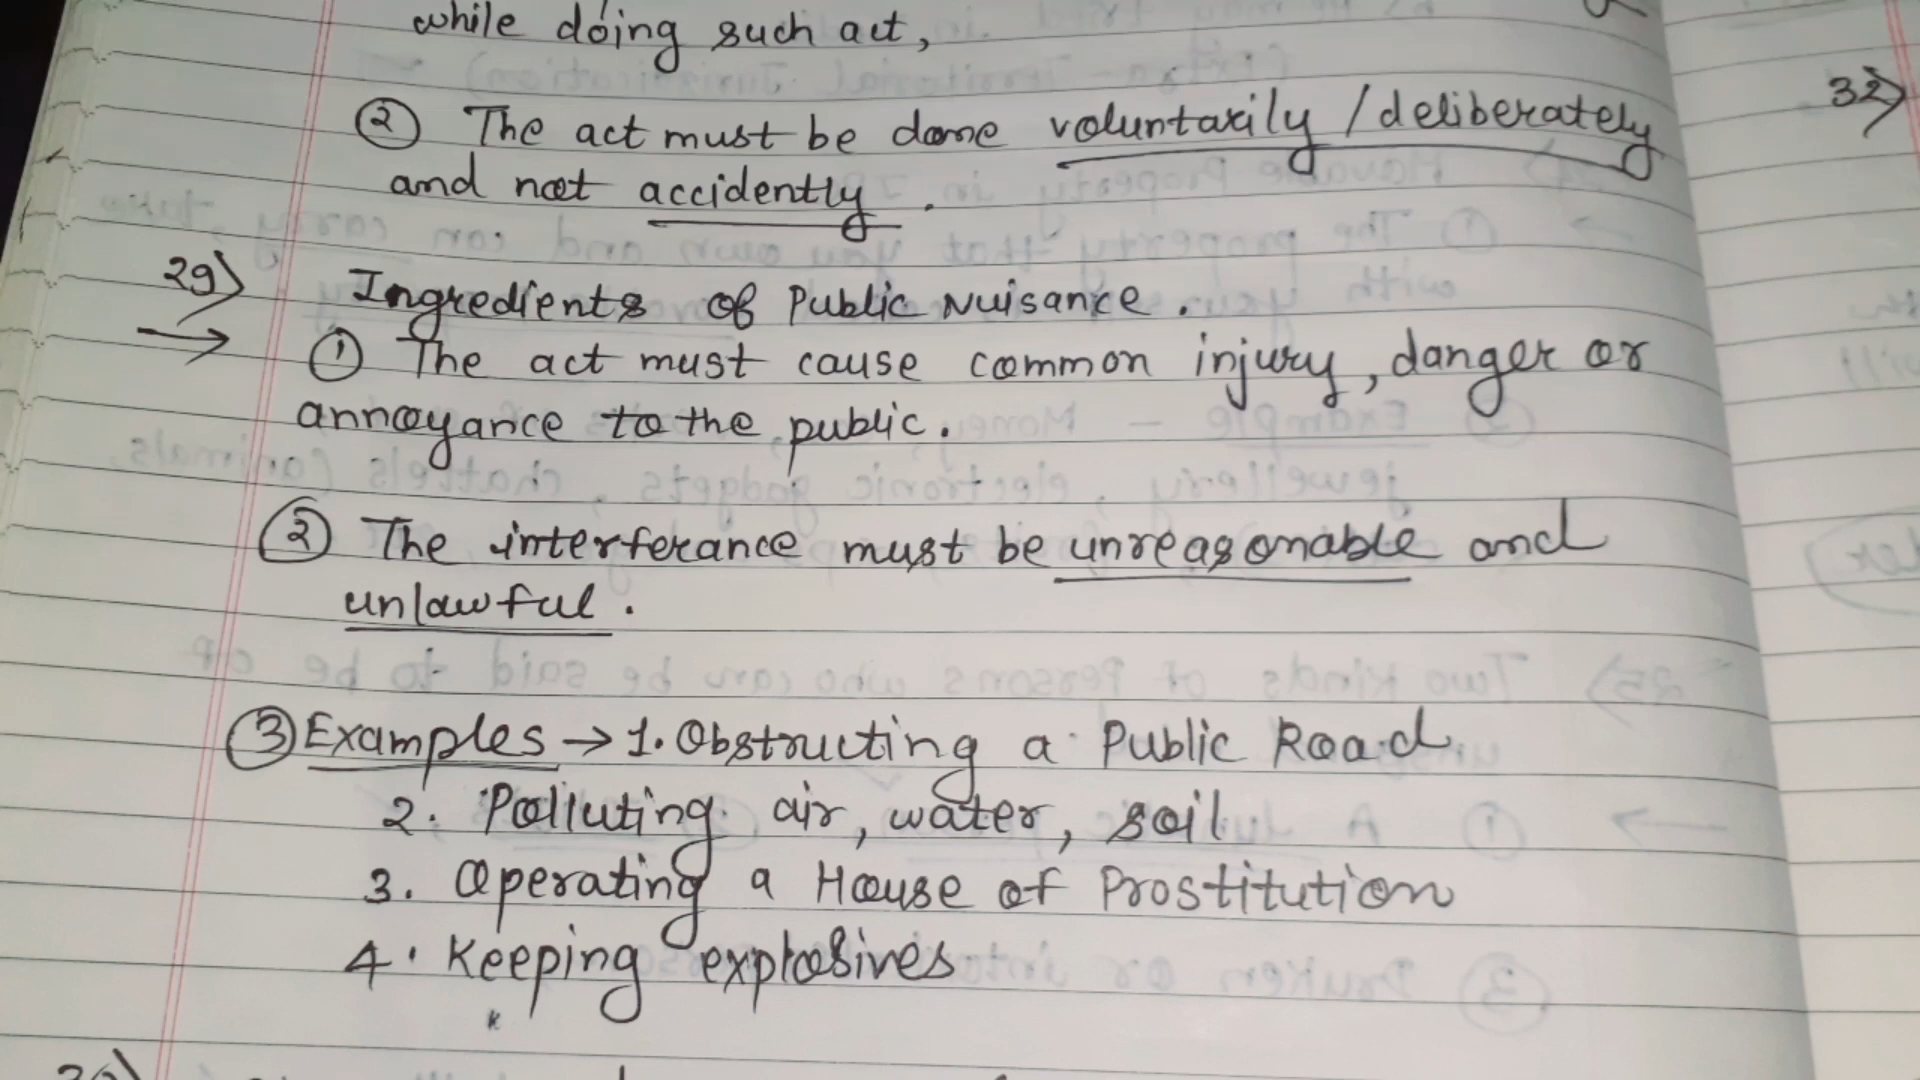 while doing such act,
② The act must be done voluntarily / deliberately
and not accidently.
29) Ingredients of Public Nuisance.
→ ① The act must cause common injury, danger or
annoyance to the public.
② The interferance must be unreasonable and
unlawful.
③ Examples → 1. Obstructing a Public Road
2. Polluting air, water, soil
3. Operating a House of Prostitution
4. Keeping explosives
32)